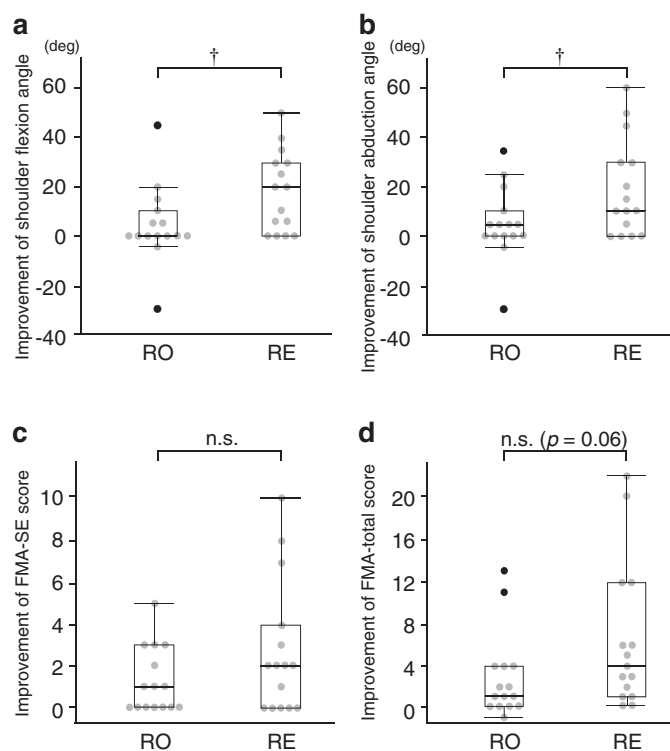 a
(deg)
†
Improvement of shoulder flexion angle
60
40
20
0
-20
-40
RO RE
b
(deg)
†
Improvement of shoulder abduction angle
60
40
20
0
-20
-40
RO RE
c
n.s.
Improvement of FMA-SE score
10
8
6
4
2
0
RO RE
d
n.s. (p = 0.06)
Improvement of FMA-total score
20
16
12
8
4
0
RO RE